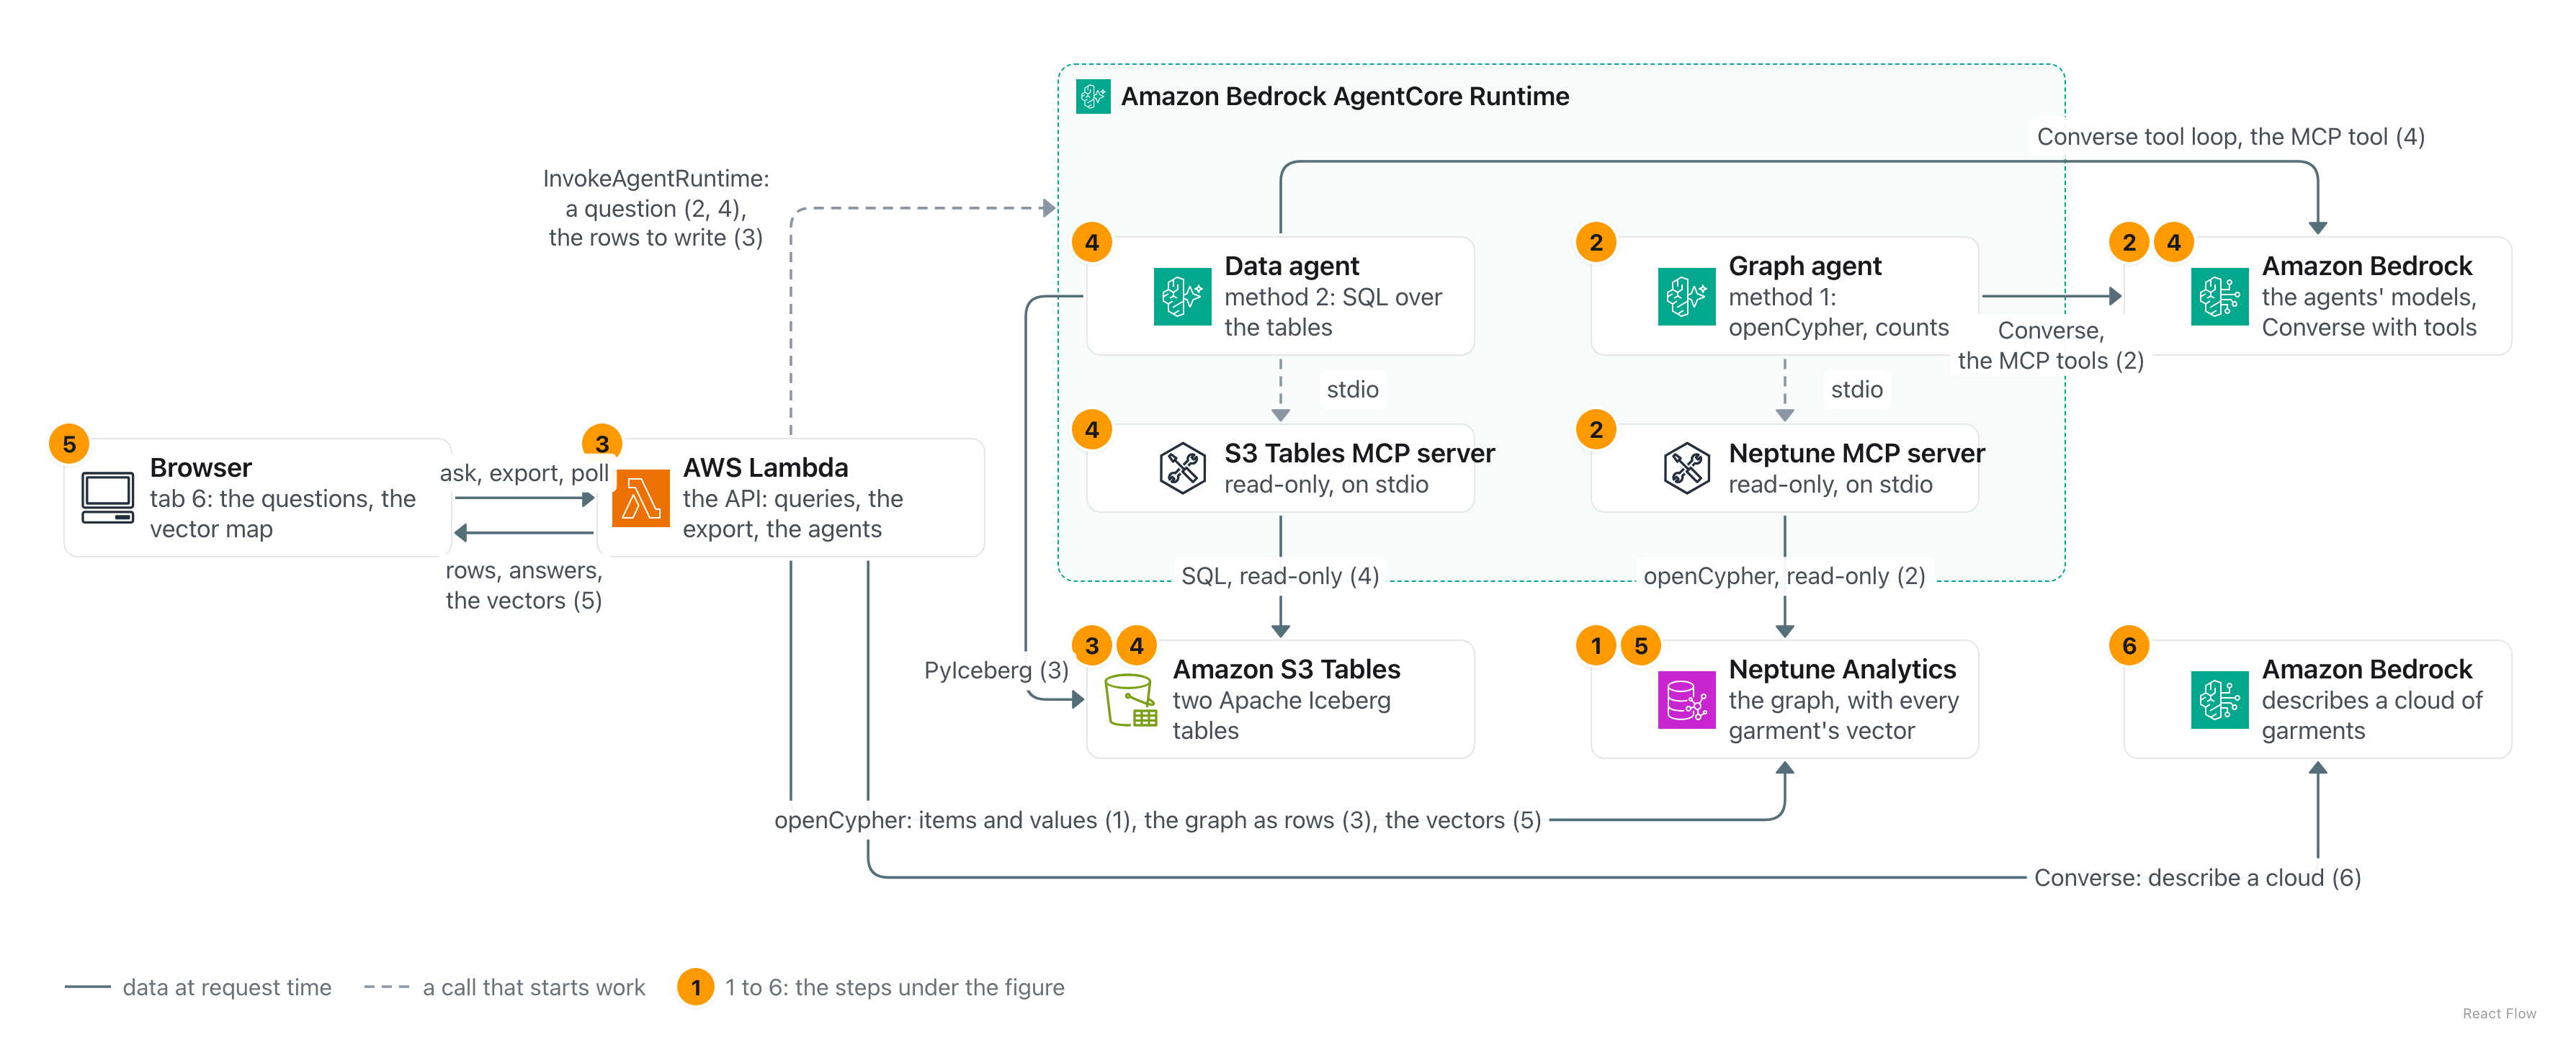 Amazon Bedrock AgentCore Runtime
Converse tool loop, the MCP tool (4)
InvokeAgentRuntime:
a question (2, 4),
the rows to write (3)
4
Data agent
method 2: SQL over
the tables
2
Graph agent
method 1:
openCypher, counts
2 4
Amazon Bedrock
the agents' models,
Converse with tools
Converse,
the MCP tools (2)
stdio
stdio
5
Browser
tab 6: the questions, the
vector map
ask, export, poll
3
AWS Lambda
the API: queries, the
export, the agents
rows, answers,
the vectors (5)
4
S3 Tables MCP server
read-only, on stdio
2
Neptune MCP server
read-only, on stdio
SQL, read-only (4)
openCypher, read-only (2)
PyIceberg (3)
3 4
Amazon S3 Tables
two Apache Iceberg
tables
1 5
Neptune Analytics
the graph, with every
garment's vector
6
Amazon Bedrock
describes a cloud of
garments
openCypher: items and values (1), the graph as rows (3), the vectors (5)
Converse: describe a cloud (6)
data at request time
a call that starts work
1
1 to 6: the steps under the figure
React Flow